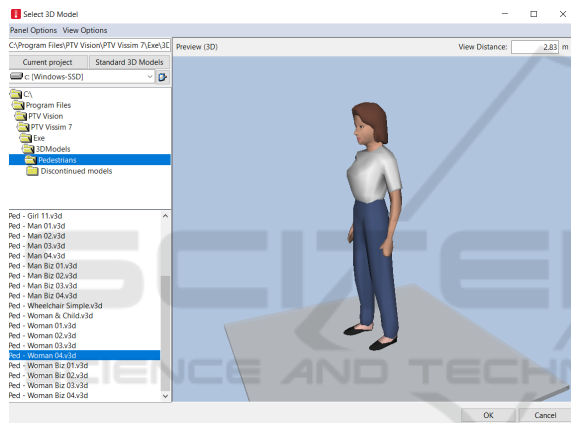 Select 3D Model
Panel Options View Options
C:\Program Files\PTV Vision\PTV Vissim 7\Exe\3D
Preview (3D)
View Distance: 2,83 m
Current project Standard 3D Models
c: [Windows-SSD]
C:\
Program Files
PTV Vision
PTV Vissim 7
Exe
3DModels
Pedestrians
Discontinued models
Ped - Girl 11.v3d
Ped - Man 01.v3d
Ped - Man 02.v3d
Ped - Man 03.v3d
Ped - Man 04.v3d
Ped - Man Biz 01.v3d
Ped - Man Biz 02.v3d
Ped - Man Biz 03.v3d
Ped - Man Biz 04.v3d
Ped - Wheelchair Simple.v3d
Ped - Woman & Child.v3d
Ped - Woman 01.v3d
Ped - Woman 02.v3d
Ped - Woman 03.v3d
Ped - Woman 04.v3d
Ped - Woman Biz 01.v3d
Ped - Woman Biz 02.v3d
Ped - Woman Biz 03.v3d
Ped - Woman Biz 04.v3d
OK Cancel
SCITE
IENCE AND TECH